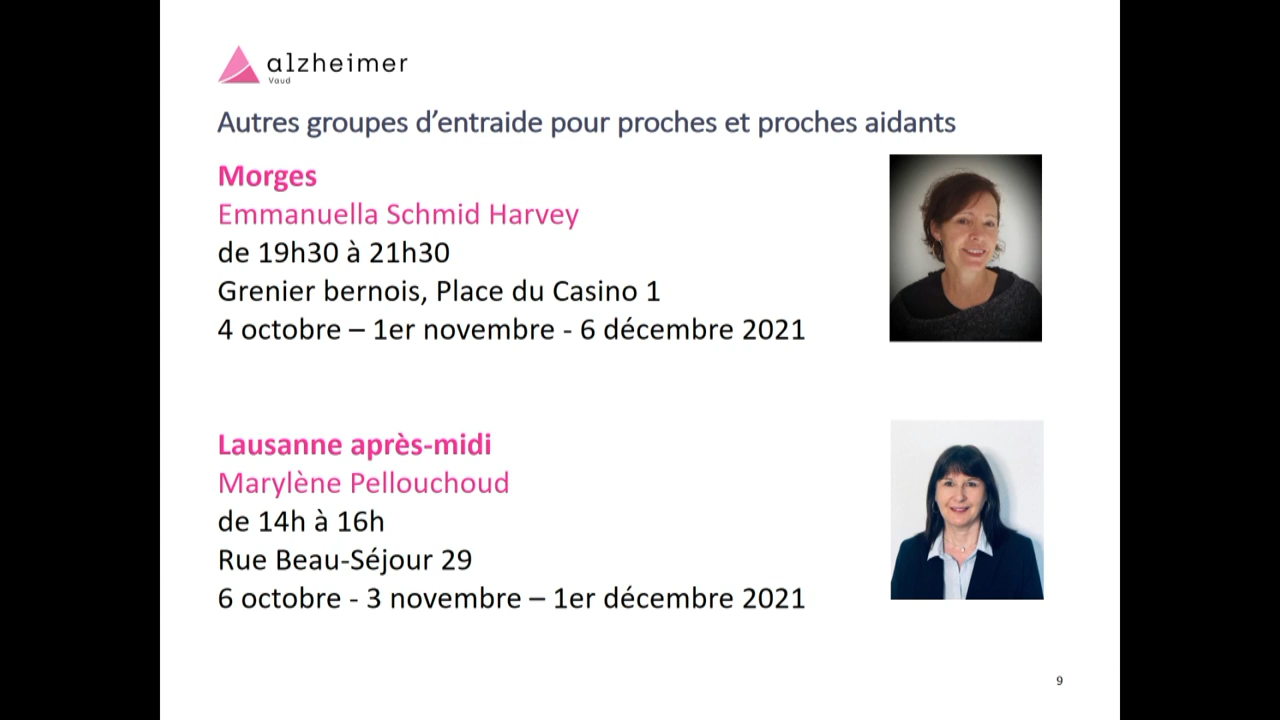 alzheimer
Vaud
Autres groupes d’entraide pour proches et proches aidants
Morges
Emmanuella Schmid Harvey
de 19h30 à 21h30
Grenier bernois, Place du Casino 1
4 octobre – 1er novembre - 6 décembre 2021
Lausanne après-midi
Marylène Pellouchoud
de 14h à 16h
Rue Beau-Séjour 29
6 octobre - 3 novembre – 1er décembre 2021
9